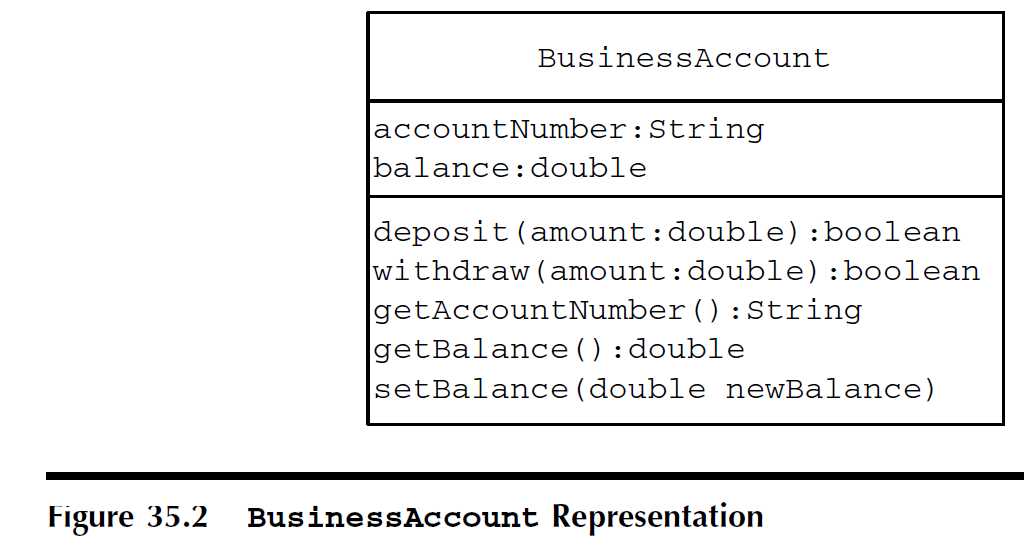 BusinessAccount
accountNumber:String
balance:double
deposit(amount:double):boolean
withdraw(amount:double):boolean
getAccountNumber():String
getBalance():double
setBalance(double newBalance)
Figure 35.2 BusinessAccount Representation